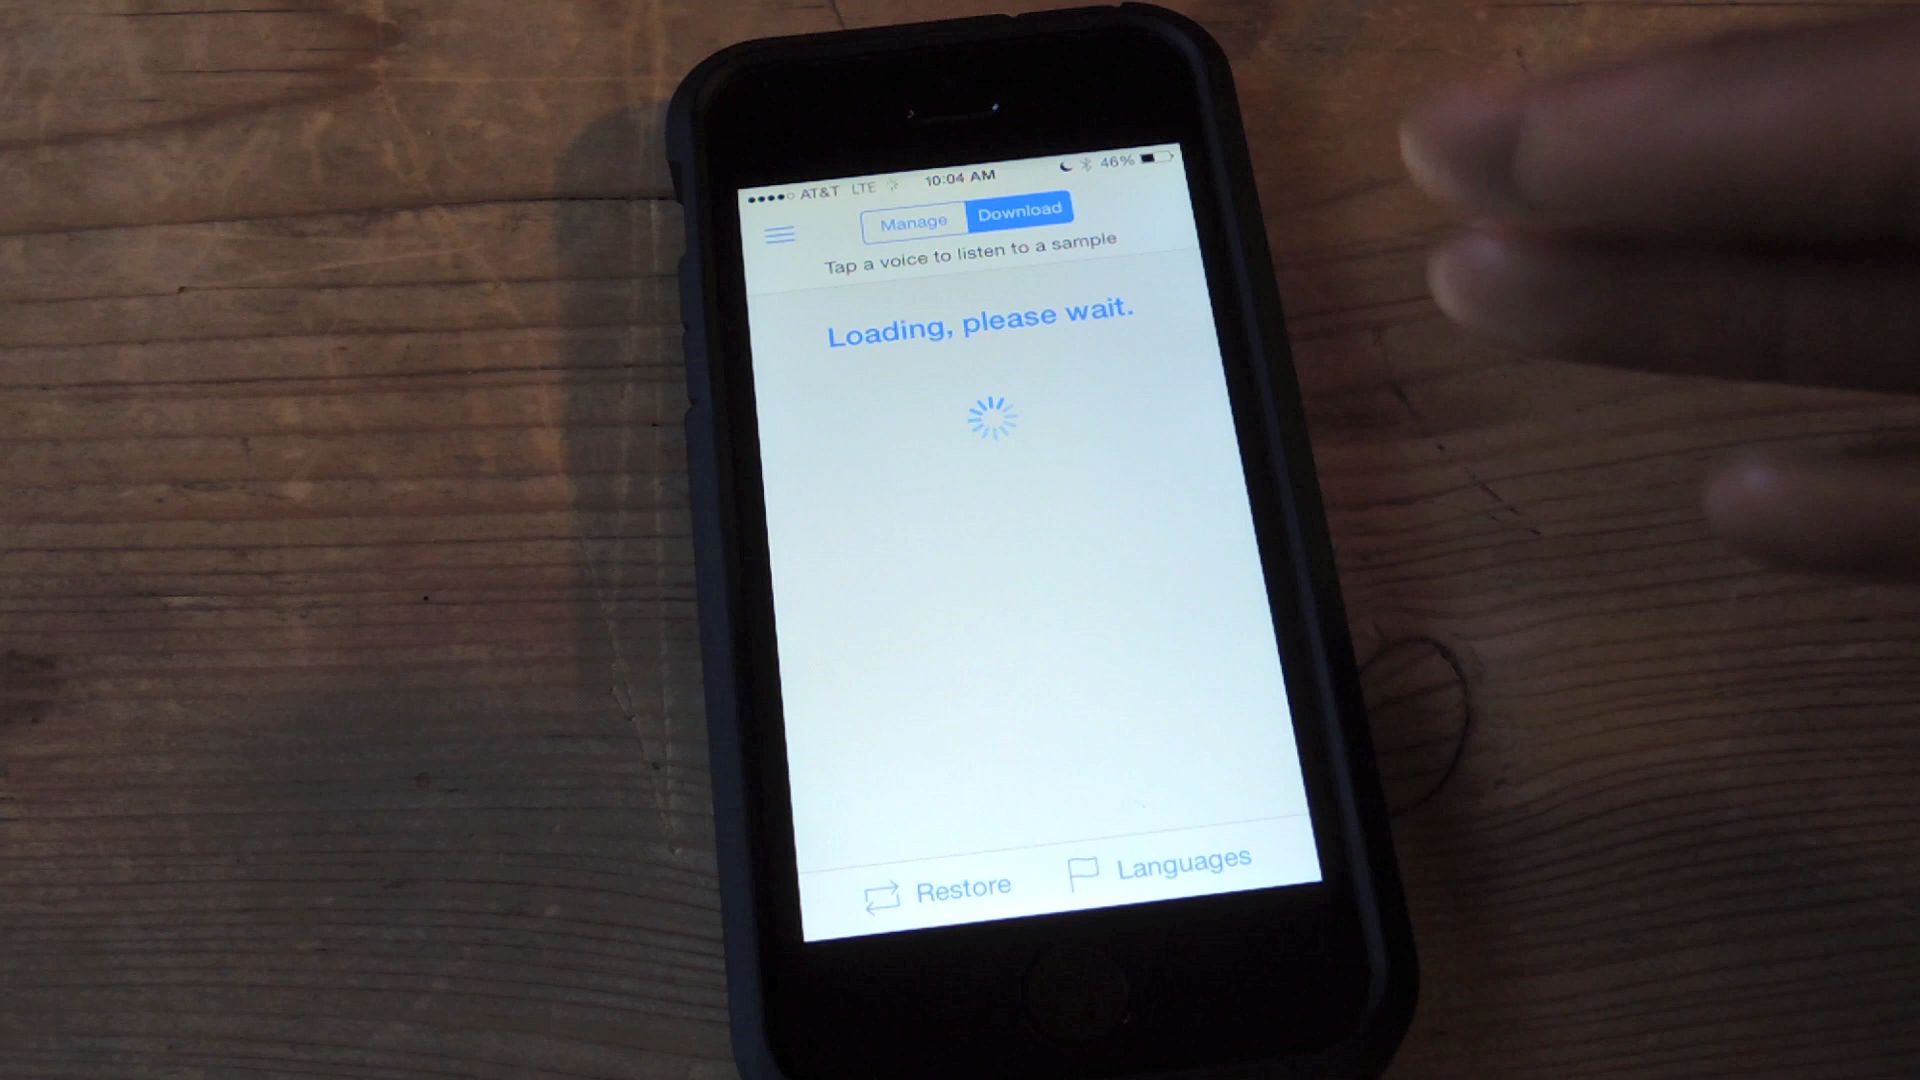 AT&T LTE 10:04 AM 46%
Manage Download
Tap a voice to listen to a sample
Loading, please wait.
Restore Languages